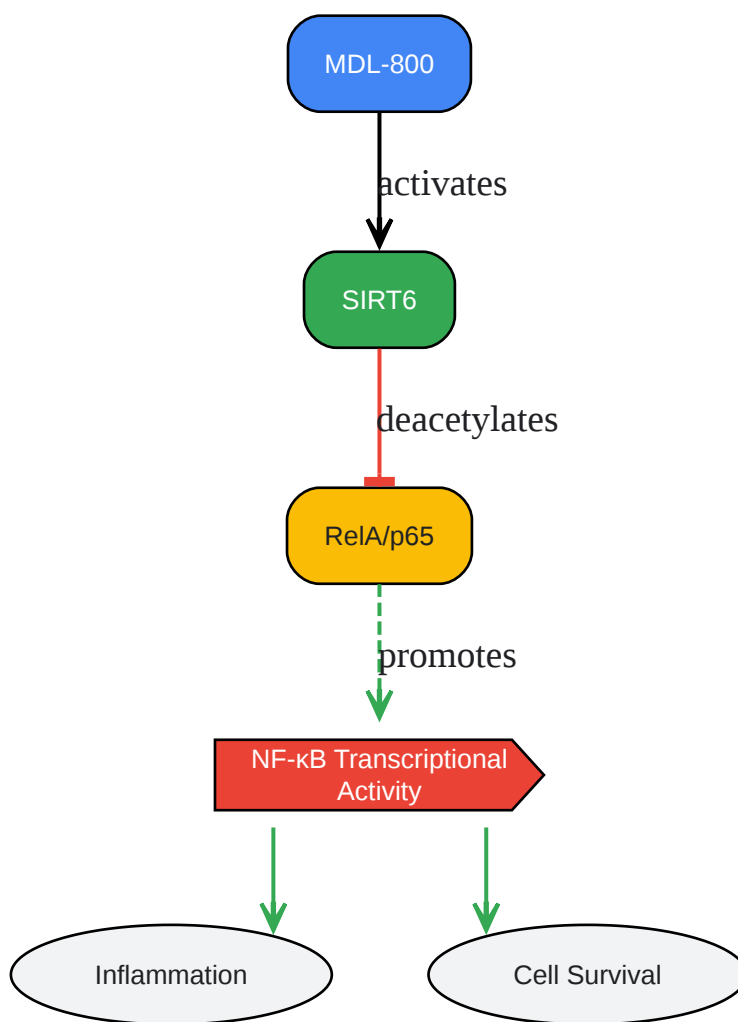 MDL-800
activates
SIRT6
deacetylates
RelA/p65
promotes
NF-κB Transcriptional
Activity
Inflammation
Cell Survival